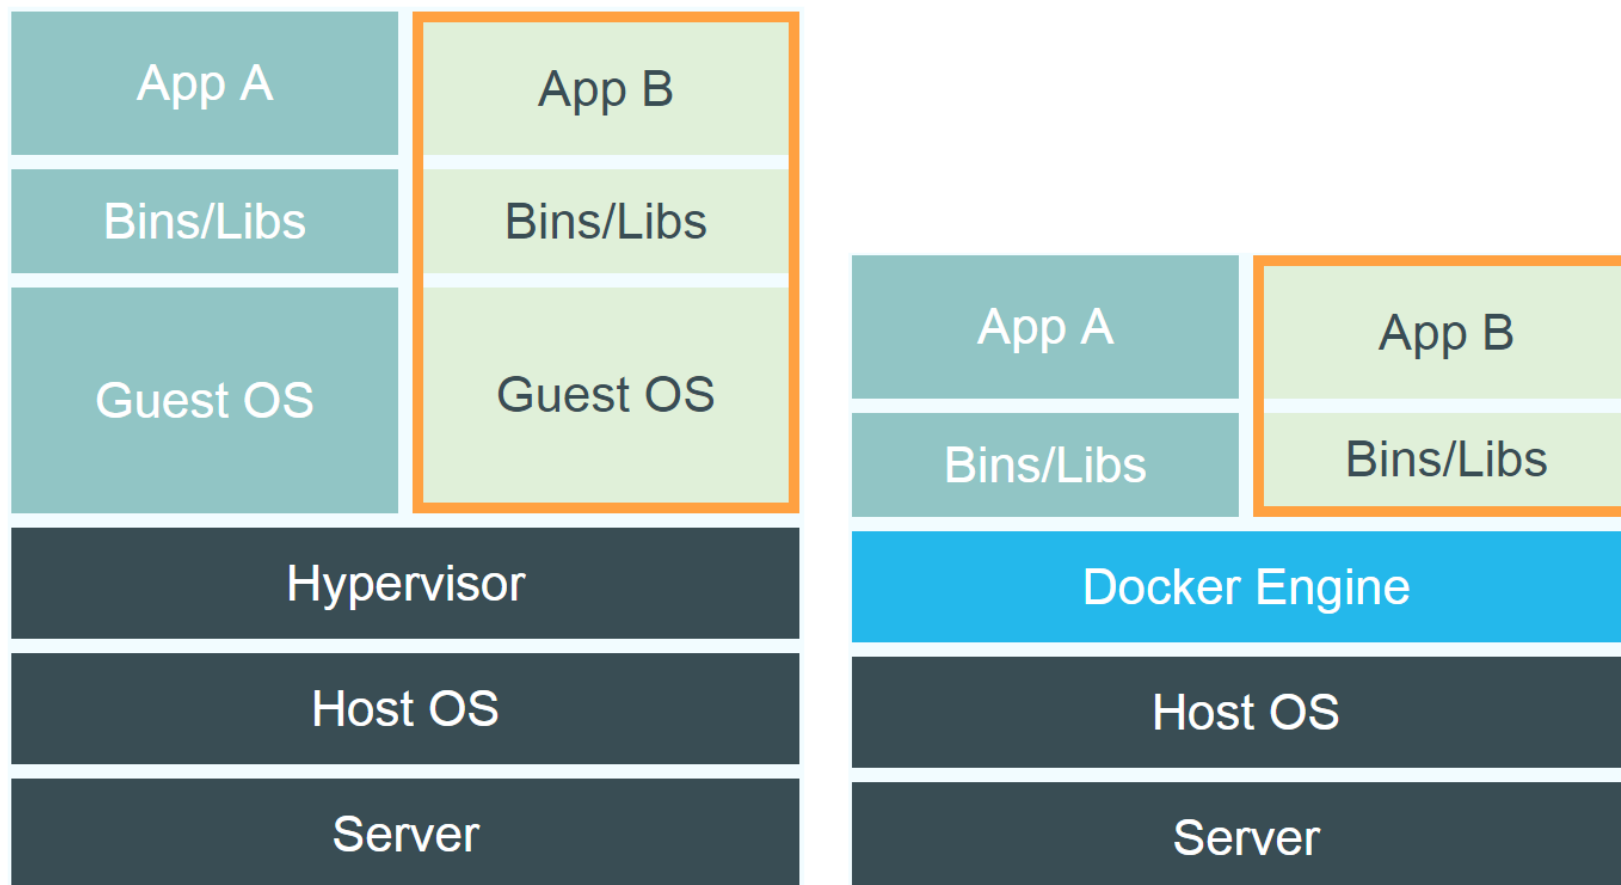 App A
App B
Bins/Libs
Bins/Libs
Guest OS
Guest OS
Hypervisor
Host OS
Server
App A
App B
Bins/Libs
Bins/Libs
Docker Engine
Host OS
Server